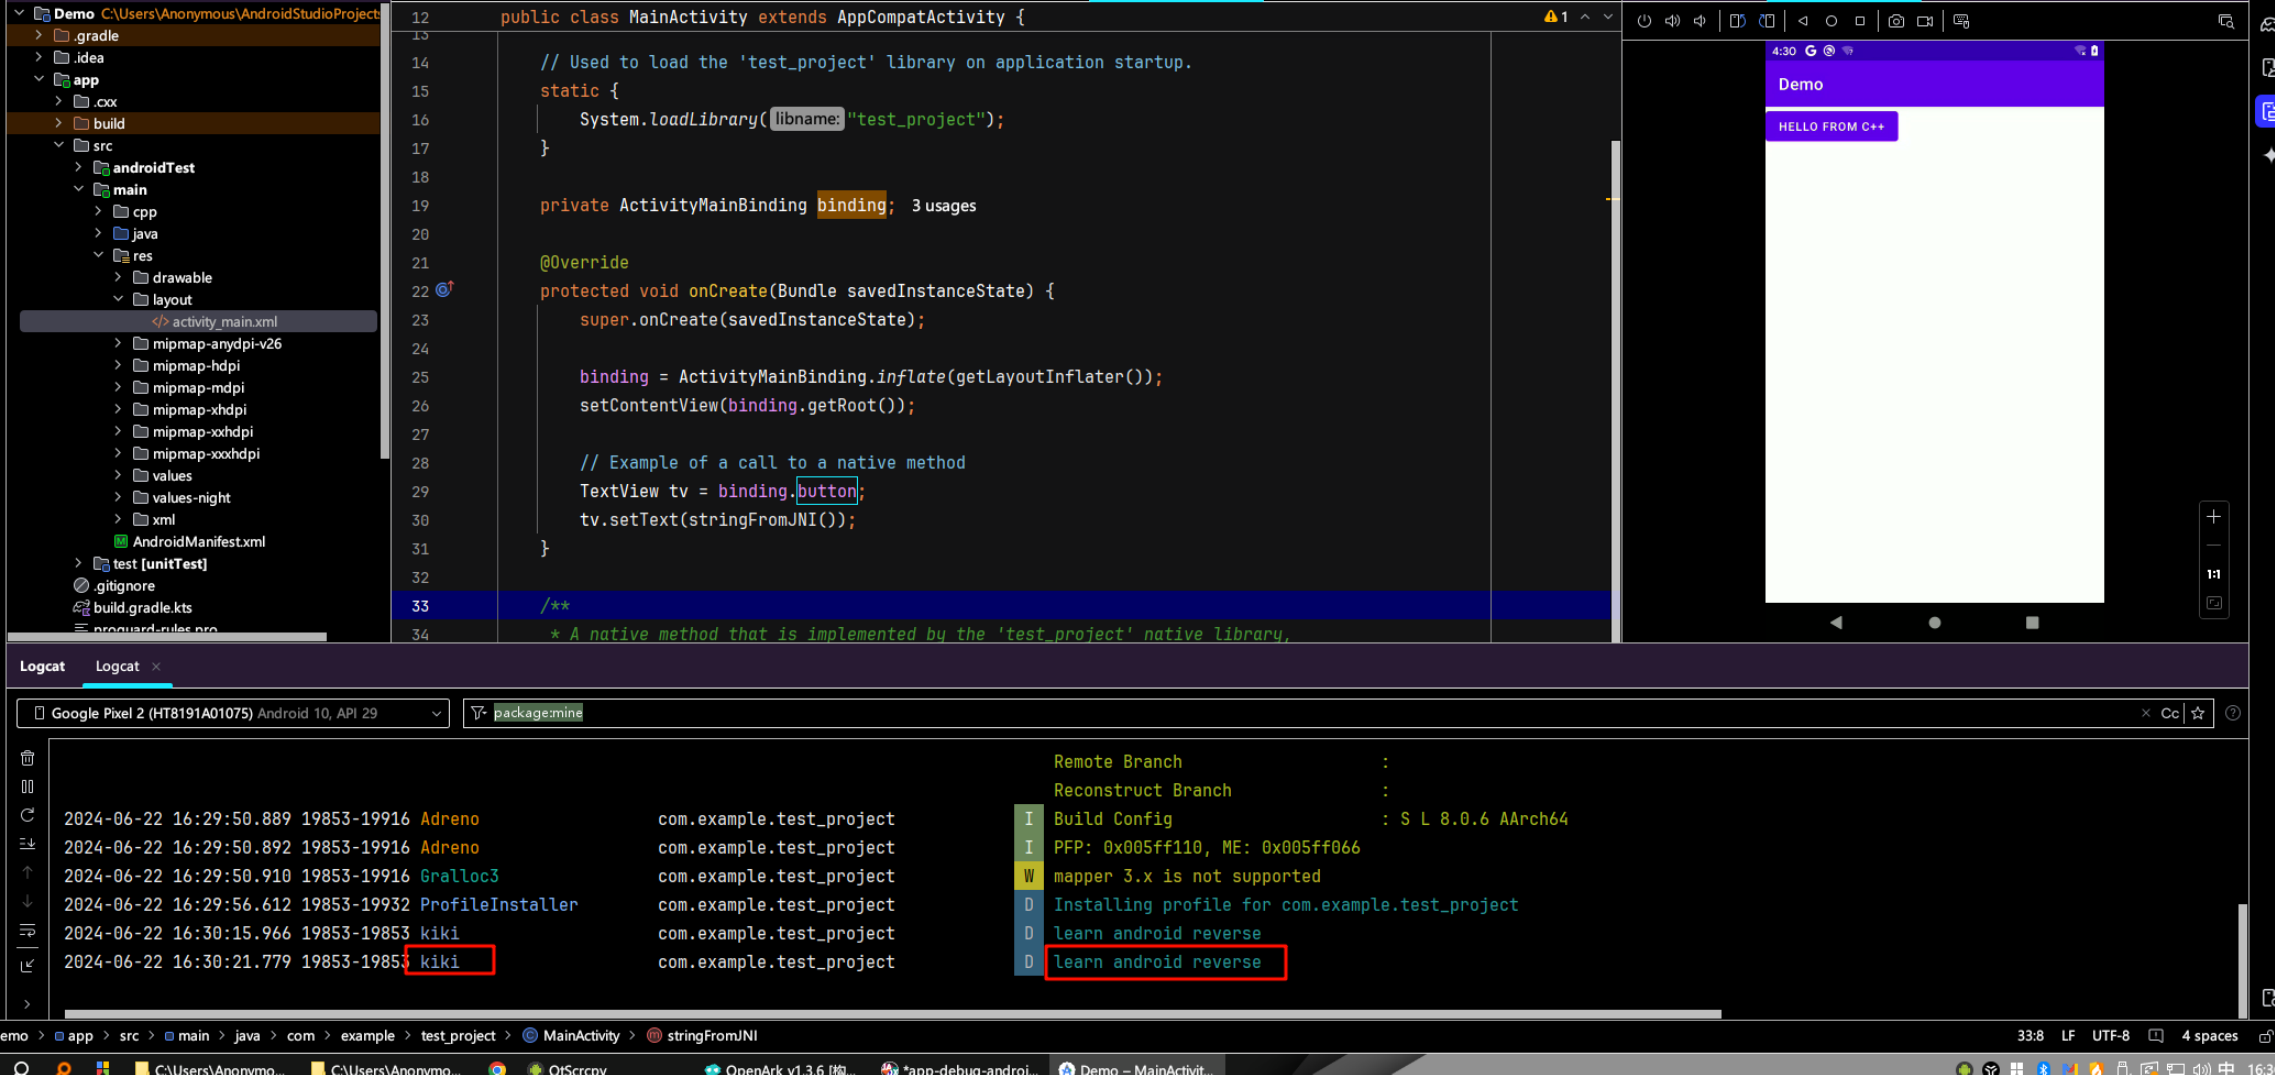 Demo C:\Users\Anonymous\AndroidStudioProjects
.gradle
.idea
app
.cxx
build
src
androidTest
main
cpp
java
res
drawable
layout
</> activity_main.xml
mipmap-anydpi-v26
mipmap-hdpi
mipmap-mdpi
mipmap-xhdpi
mipmap-xxhdpi
mipmap-xxxhdpi
values
values-night
xml
M AndroidManifest.xml
test [unitTest]
.gitignore
build.gradle.kts
proguard-rules.pro
12 public class MainActivity extends AppCompatActivity {
13
14 // Used to load the 'test_project' library on application startup.
15 static {
16 System.loadLibrary( libname: "test_project");
17 }
18
19 private ActivityMainBinding binding; 3 usages
20
21 @Override
22 protected void onCreate(Bundle savedInstanceState) {
23 super.onCreate(savedInstanceState);
24
25 binding = ActivityMainBinding.inflate(getLayoutInflater());
26 setContentView(binding.getRoot());
27
28 // Example of a call to a native method
29 TextView tv = binding.button;
30 tv.setText(stringFromJNI());
31 }
32
33 /**
34 * A native method that is implemented by the 'test_project' native library,
1
4:30 G
Demo
HELLO FROM C++
1:1
Logcat Logcat
Google Pixel 2 (HT8191A01075) Android 10, API 29
package:mine
Cc
Remote Branch :
Reconstruct Branch :
2024-06-22 16:29:50.889 19853-19916 Adreno com.example.test_project I Build Config : S L 8.0.6 AArch64
2024-06-22 16:29:50.892 19853-19916 Adreno com.example.test_project I PFP: 0x005ff110, ME: 0x005ff066
2024-06-22 16:29:50.910 19853-19916 Gralloc3 com.example.test_project W mapper 3.x is not supported
2024-06-22 16:29:56.612 19853-19932 ProfileInstaller com.example.test_project D Installing profile for com.example.test_project
2024-06-22 16:30:15.966 19853-19853 kiki com.example.test_project D learn android reverse
2024-06-22 16:30:21.779 19853-19853 kiki com.example.test_project D learn android reverse
emo > app > src > main > java > com > example > test_project > MainActivity > stringFromJNI
33:8 LF UTF-8 4 spaces
C:\Users\Anonymo... C:\Users\Anonymo... QtScrcpy OpenArk v1.3.6 [构... *app-debug-androi... Demo – MainActivit... 中 16:3